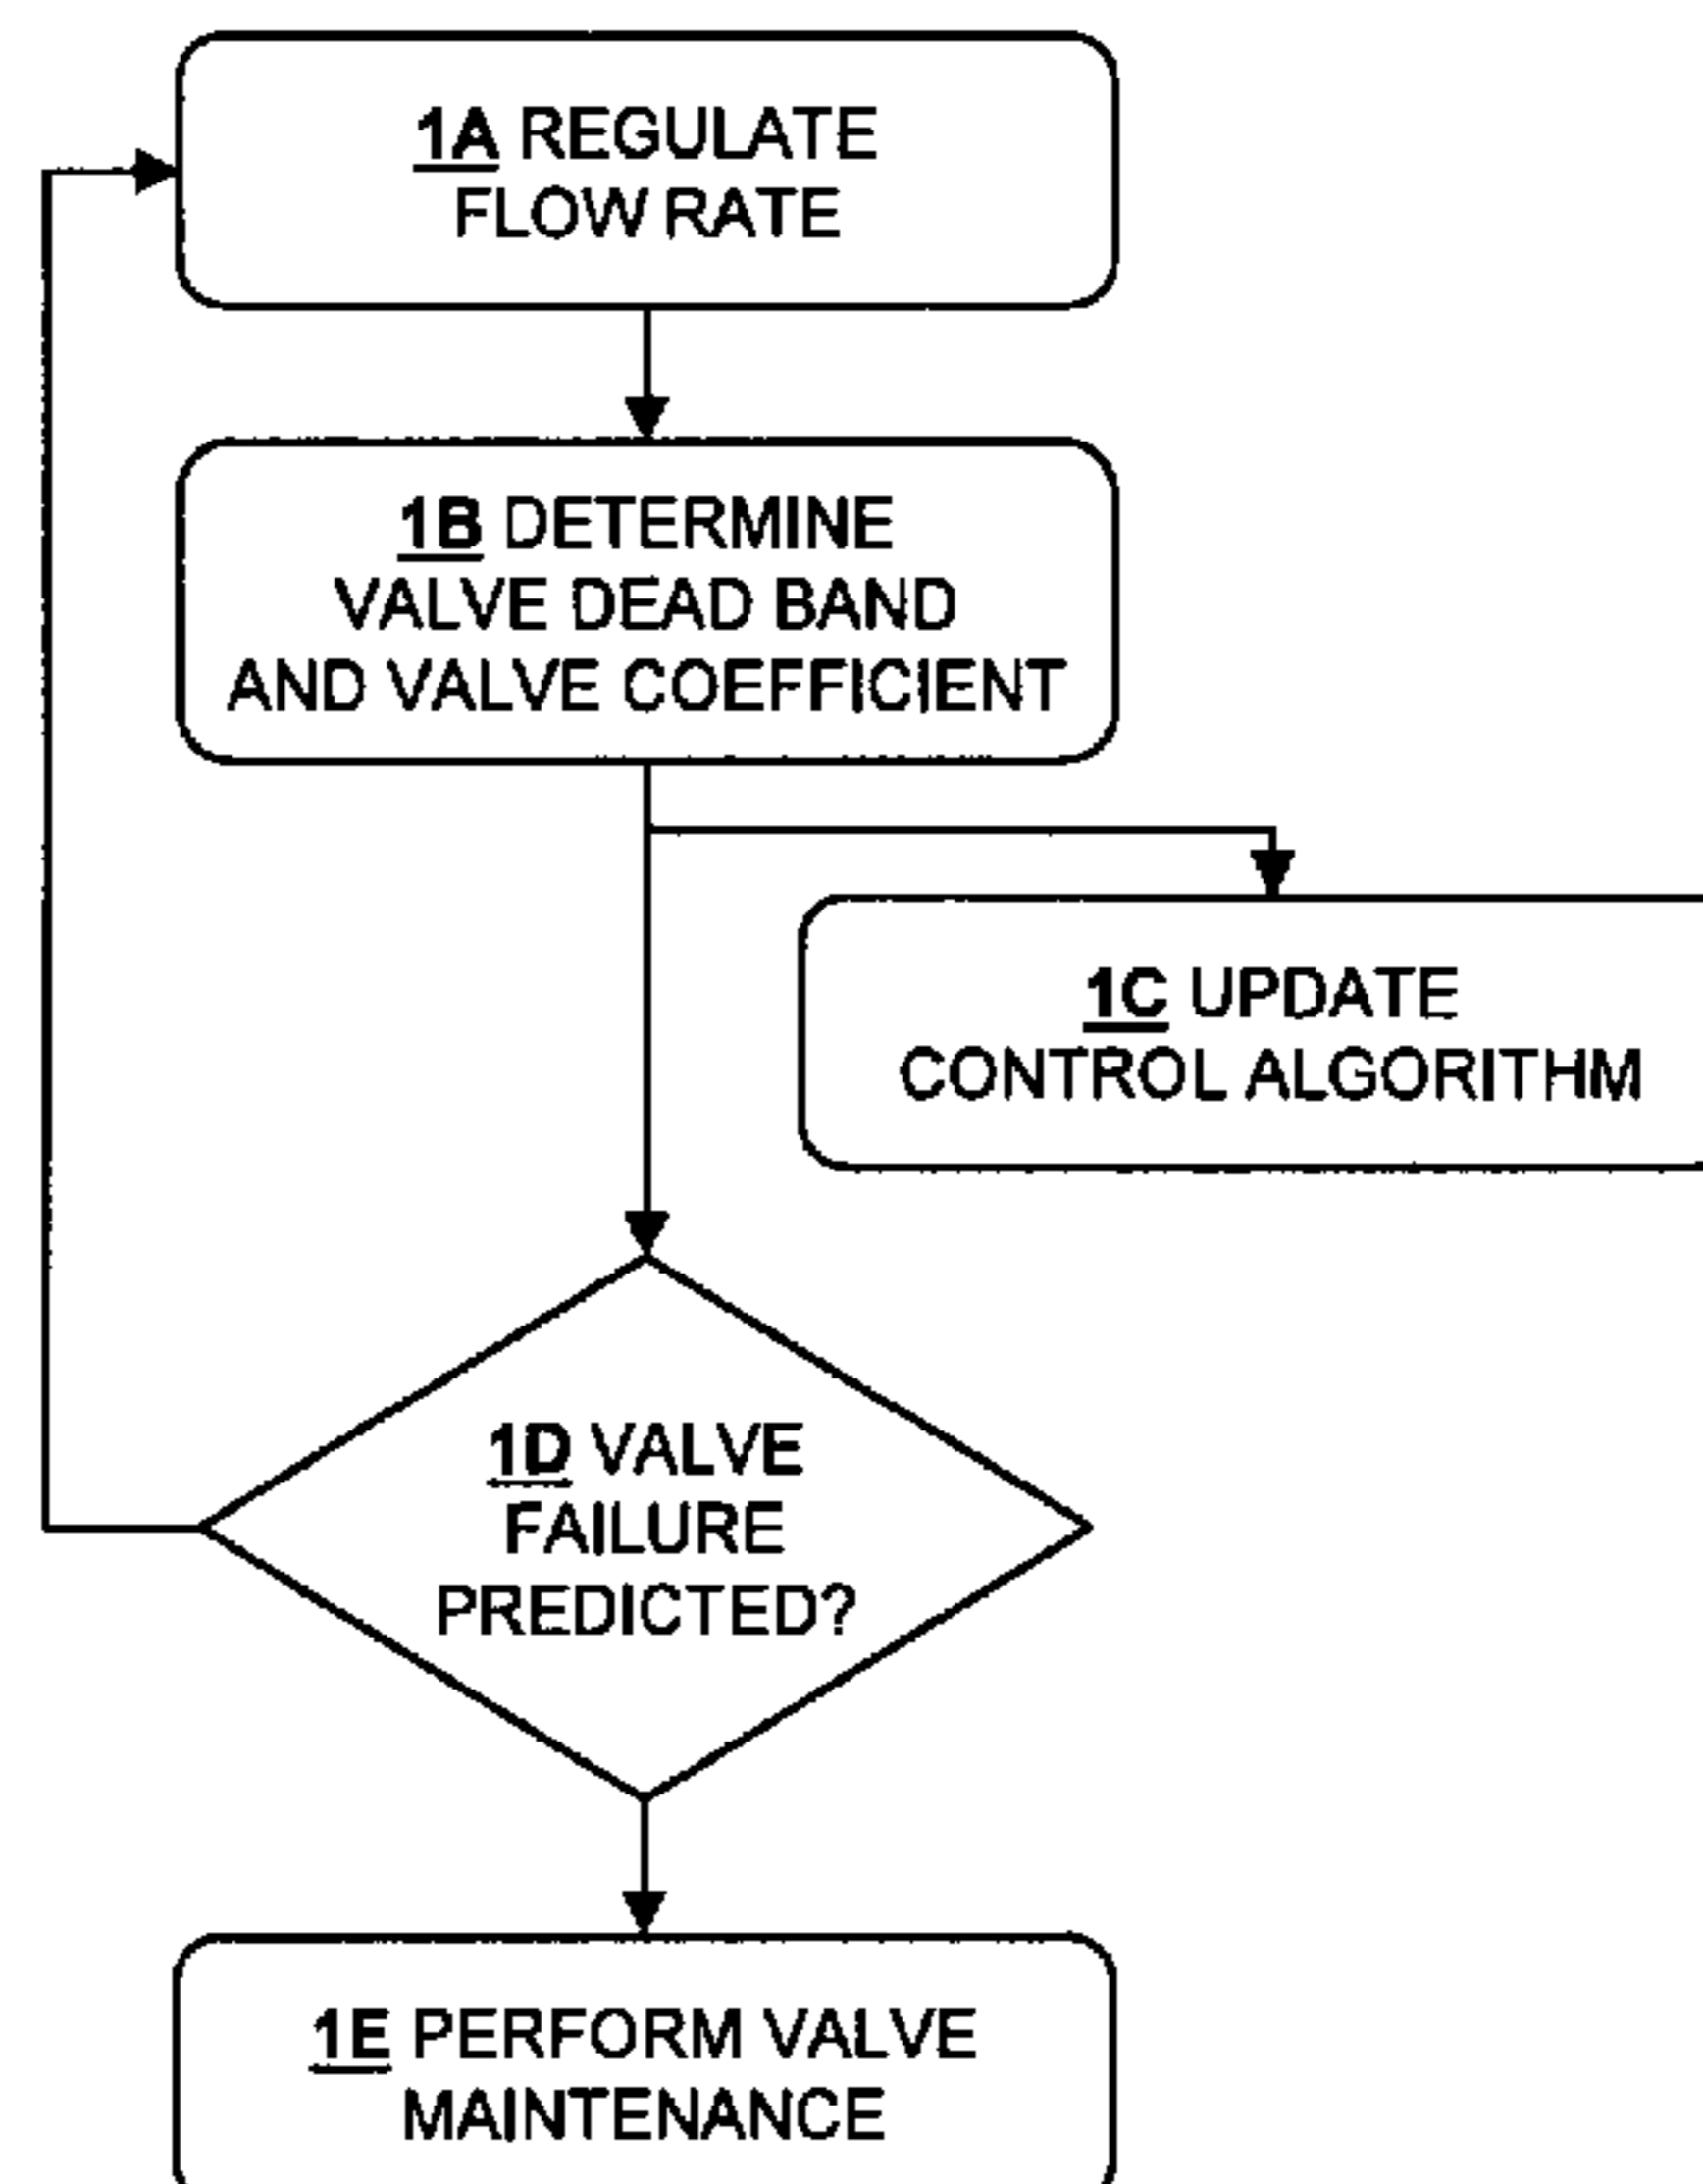 1A REGULATE
FLOW RATE
1B DETERMINE
VALVE DEAD BAND
AND VALVE COEFFICIENT
1C UPDATE
CONTROL ALGORITHM
1D VALVE
FAILURE
PREDICTED?
1E PERFORM VALVE
MAINTENANCE